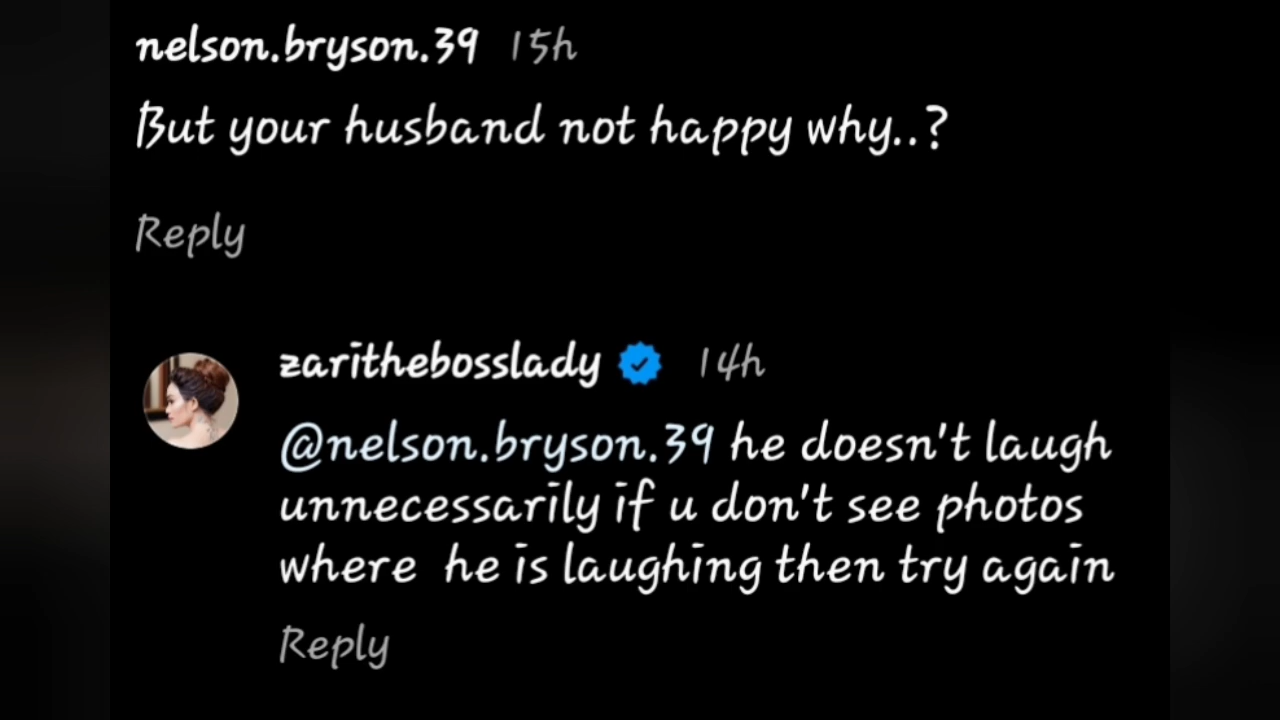 nelson.bryson.39 15h
But your husband not happy why..?
Reply
zarithebosslady 14h
@nelson.bryson.39 he doesn't laugh
unnecessarily if u don't see photos
where he is laughing then try again
Reply